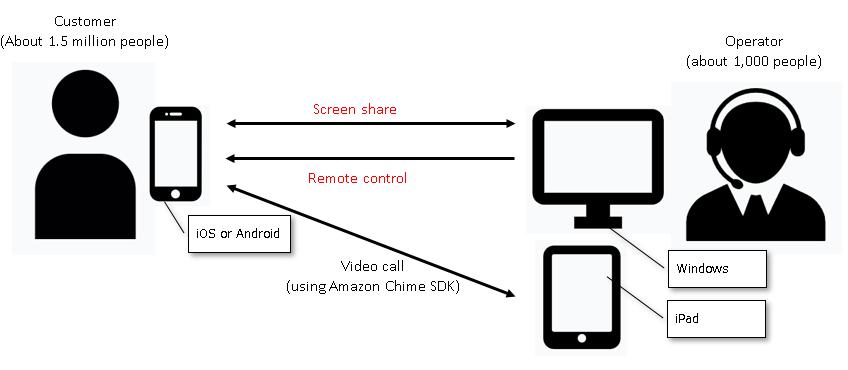 Customer
(About 1.5 million people)
Operator
(about 1,000 people)
Screen share
Remote control
iOS or Android
Video call
(using Amazon Chime SDK)
Windows
iPad